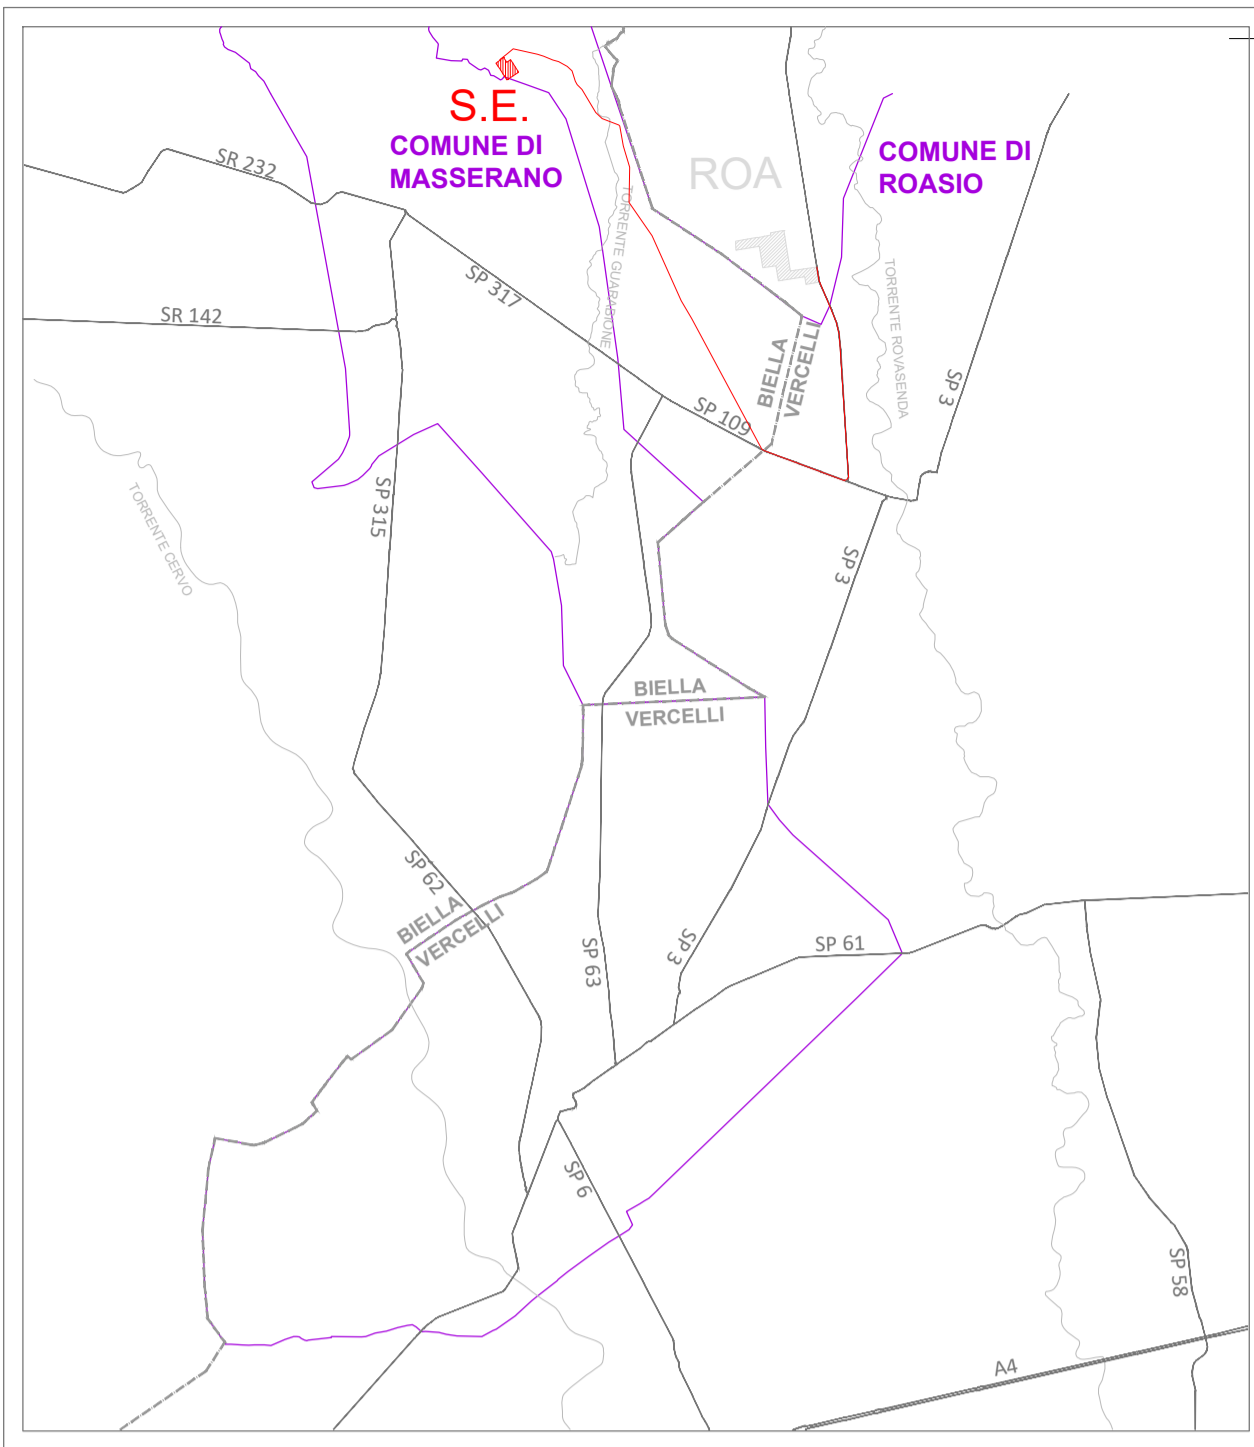 S.E.
COMUNE DI
MASSERANO
ROA
COMUNE DI
ROASIO
SR 232
SP 317
TORRENTE GUARABIONE
TORRENTE ROVASENDA
SR 142
BIELLA
VERCELLI
SP 3
SP 109
SP 315
TORRENTE CERVO
SP 3
BIELLA
VERCELLI
SP 62
BIELLA
VERCELLI
SP 63
SP 3
SP 61
SP 6
SP 58
A4